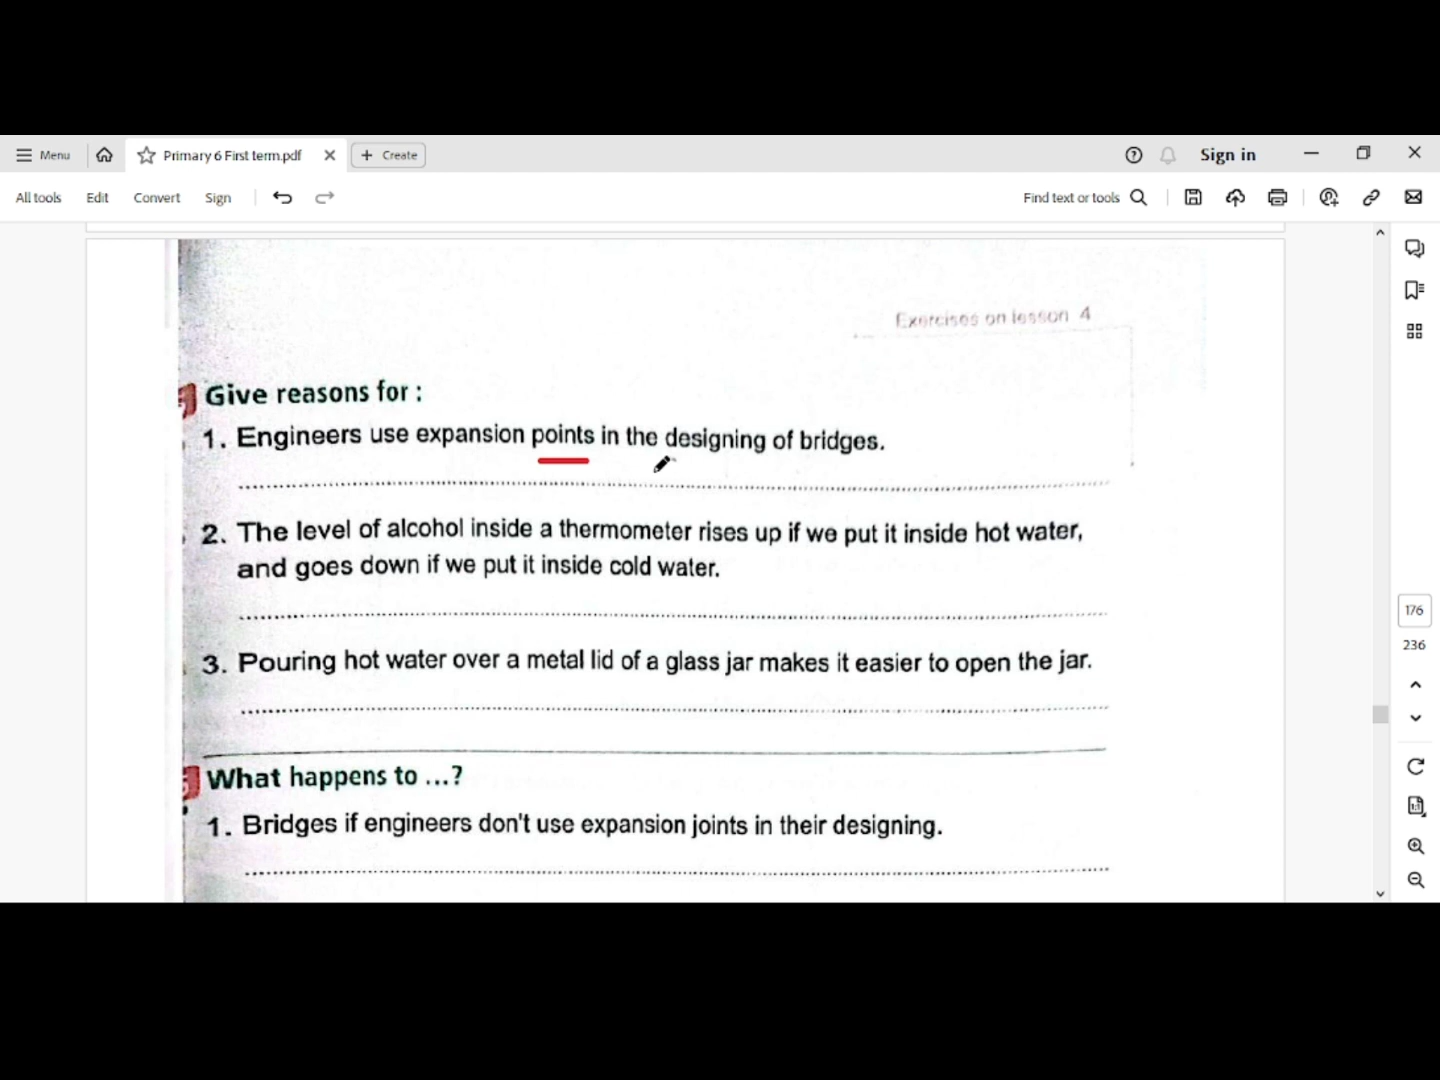 Menu
Primary 6 First term.pdf
Create
Sign in
All tools
Edit
Convert
Sign
Find text or tools
Exercises on lesson 4
Give reasons for :
1. Engineers use expansion points in the designing of bridges.
2. The level of alcohol inside a thermometer rises up if we put it inside hot water,
and goes down if we put it inside cold water.
3. Pouring hot water over a metal lid of a glass jar makes it easier to open the jar.
What happens to ...?
1. Bridges if engineers don't use expansion joints in their designing.
176
236